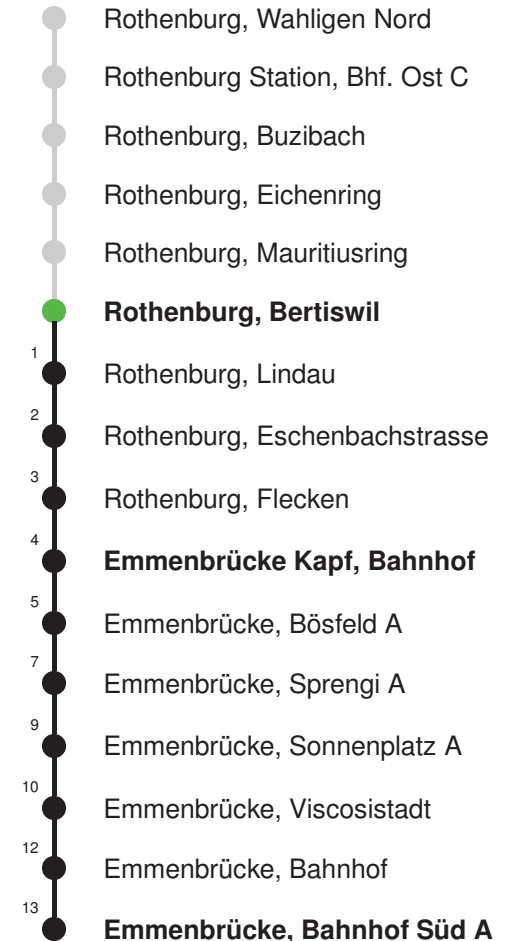 Rothenburg, Wahligen Nord
Rothenburg Station, Bhf. Ost C
Rothenburg, Buzibach
Rothenburg, Eichenring
Rothenburg, Mauritiusring
Rothenburg, Bertiswil
1 Rothenburg, Lindau
2 Rothenburg, Eschenbachstrasse
3 Rothenburg, Flecken
4 Emmenbrücke Kapf, Bahnhof
5 Emmenbrücke, Bösfeld A
7 Emmenbrücke, Sprengi A
9 Emmenbrücke, Sonnenplatz A
10 Emmenbrücke, Viscosistadt
12 Emmenbrücke, Bahnhof
13 Emmenbrücke, Bahnhof Süd A